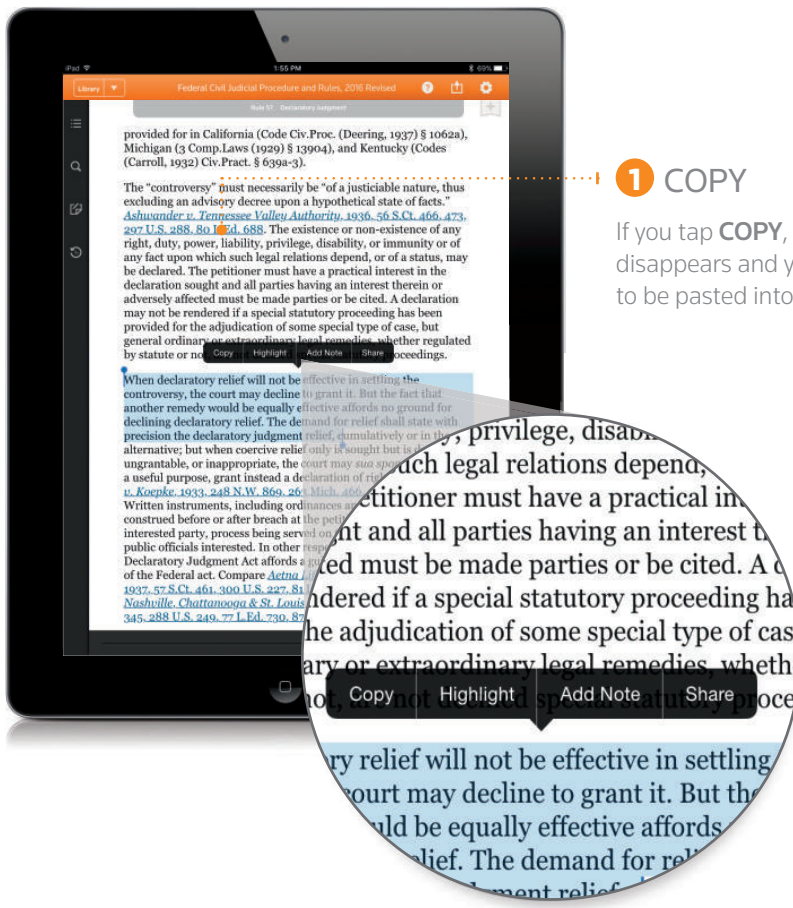 iPad
1:55 PM
69%
Library
Federal Civil Judicial Procedure and Rules, 2016 Revised
?
Rule 57. Declaratory Judgment
provided for in California (Code Civ.Proc. (Deering, 1937) § 1062a),
Michigan (3 Comp.Laws (1929) § 13904), and Kentucky (Codes
(Carroll, 1932) Civ.Pract. § 639a-3).
The “controversy” must necessarily be “of a justiciable nature, thus
excluding an advisory decree upon a hypothetical state of facts.”
Ashwander v. Tennessee Valley Authority, 1936, 56 S.Ct. 466, 473,
297 U.S. 288, 80 L.Ed. 688. The existence or non-existence of any
right, duty, power, liability, privilege, disability, or immunity or of
any fact upon which such legal relations depend, or of a status, may
be declared. The petitioner must have a practical interest in the
declaration sought and all parties having an interest therein or
adversely affected must be made parties or be cited. A declaration
may not be rendered if a special statutory proceeding has been
provided for the adjudication of some special type of case, but
general ordinary or extraordinary legal remedies, whether regulated
by statute or not, proceedings.
Copy Highlight Add Note Share
When declaratory relief will not be effective in settling the
controversy, the court may decline to grant it. But the fact that
another remedy would be equally effective affords no ground for
declining declaratory relief. The demand for relief shall state with
precision the declaratory judgment relief, cumulatively or in the
alternative; but when coercive relief only is sought but is
ungrantable, or inappropriate, the court may sua
a useful purpose, grant instead a declaration of
v. Koepke, 1933, 248 N.W. 869, Mich. 466
Written instruments, including ordinances
construed before or after breach at the
interested party, process being served on
public officials interested. In other
Declaratory Judgment Act affords a
of the Federal act. Compare Aetna
1937, 57 S.Ct. 461, 300 U.S. 227, 81
Nashville, Chattanooga & St. Louis
345, 288 U.S. 249, 77 L.Ed. 730, 87
1 COPY
If you tap COPY,
disappears and y
to be pasted into
privilege,
such legal relations depend,
petitioner must have a practical
and all parties having an interest
must be made parties or be cited. A
if a special statutory proceeding ha
he adjudication of some special type of cas
ary or extraordinary legal remedies, wheth
not, are not deemed special statutory proce
Copy Highlight Add Note Share
ry relief will not be effective in settling
court may decline to grant it. But the
uld be equally effective affords
lief. The demand for